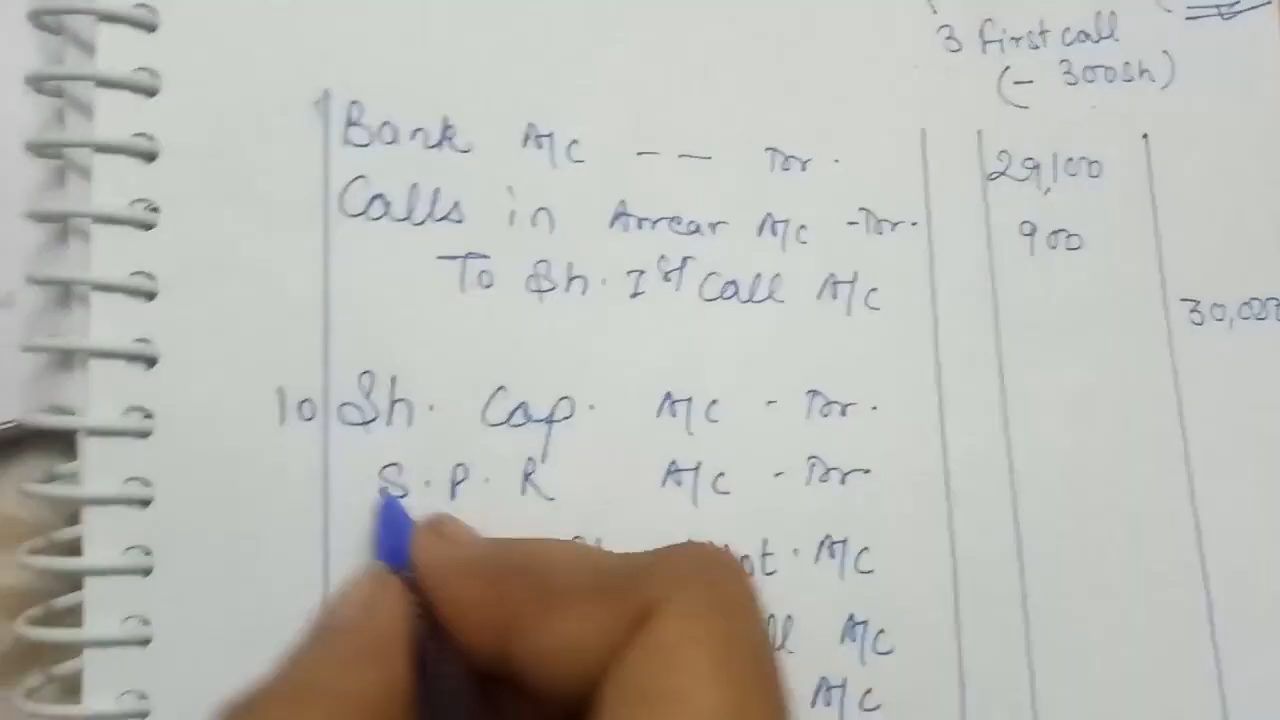 3 first call
(- 300sh)
Bank A/C -- Dr. 29,100
Calls in Arrear A/C -Dr. 900
To Sh. Ist Call A/C 30,000
10 Sh. Cap. A/C - Dr.
S.P.R A/C - Dr
A/C
A/C
A/C